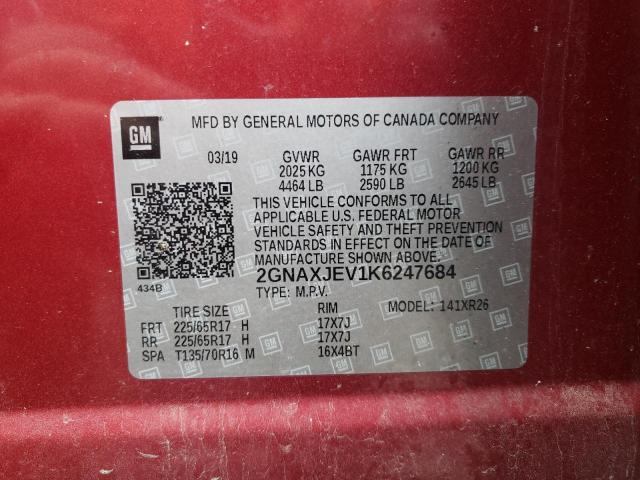 GM
MFD BY GENERAL MOTORS OF CANADA COMPANY
03/19 GVWR GAWR FRT GAWR RR
2025 KG 1175 KG 1200 KG
4464 LB 2590 LB 2645 LB
THIS VEHICLE CONFORMS TO ALL
APPLICABLE U.S. FEDERAL MOTOR
VEHICLE SAFETY AND THEFT PREVENTION
STANDARDS IN EFFECT ON THE DATE OF
MANUFACTURE SHOWN ABOVE.
434B
2GNAXJEV1K6247684
TYPE: M.P.V.
TIRE SIZE RIM MODEL: 141XR26
FRT 225/65R17 H 17X7J
RR 225/65R17 H 17X7J
SPA T135/70R16 M 16X4BT